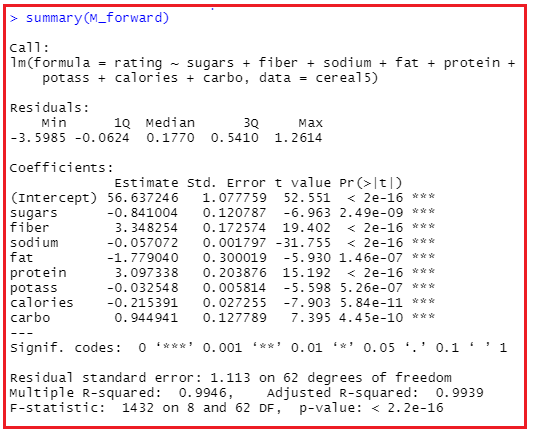 > summary(M_forward)
Call:
lm(formula = rating ~ sugars + fiber + sodium + fat + protein +
    potass + calories + carbo, data = cereal5)
Residuals:
    Min      1Q  Median      3Q     Max
-3.5985 -0.0624  0.1770  0.5410  1.2614
Coefficients:
             Estimate Std. Error t value Pr(>|t|)
(Intercept) 56.637246   1.077759  52.551  < 2e-16 ***
sugars      -0.841004   0.120787  -6.963 2.49e-09 ***
fiber        3.348254   0.172574  19.402  < 2e-16 ***
sodium      -0.057072   0.001797 -31.755  < 2e-16 ***
fat         -1.779040   0.300019  -5.930 1.46e-07 ***
protein      3.097338   0.203876  15.192  < 2e-16 ***
potass      -0.032548   0.005814  -5.598 5.26e-07 ***
calories    -0.215391   0.027255  -7.903 5.84e-11 ***
carbo        0.944941   0.127789   7.395 4.45e-10 ***
---
Signif. codes:  0 ‘***’ 0.001 ‘**’ 0.01 ‘*’ 0.05 ‘.’ 0.1 ‘ ’ 1
Residual standard error: 1.113 on 62 degrees of freedom
Multiple R-squared:  0.9946,    Adjusted R-squared:  0.9939
F-statistic:  1432 on 8 and 62 DF,  p-value: < 2.2e-16